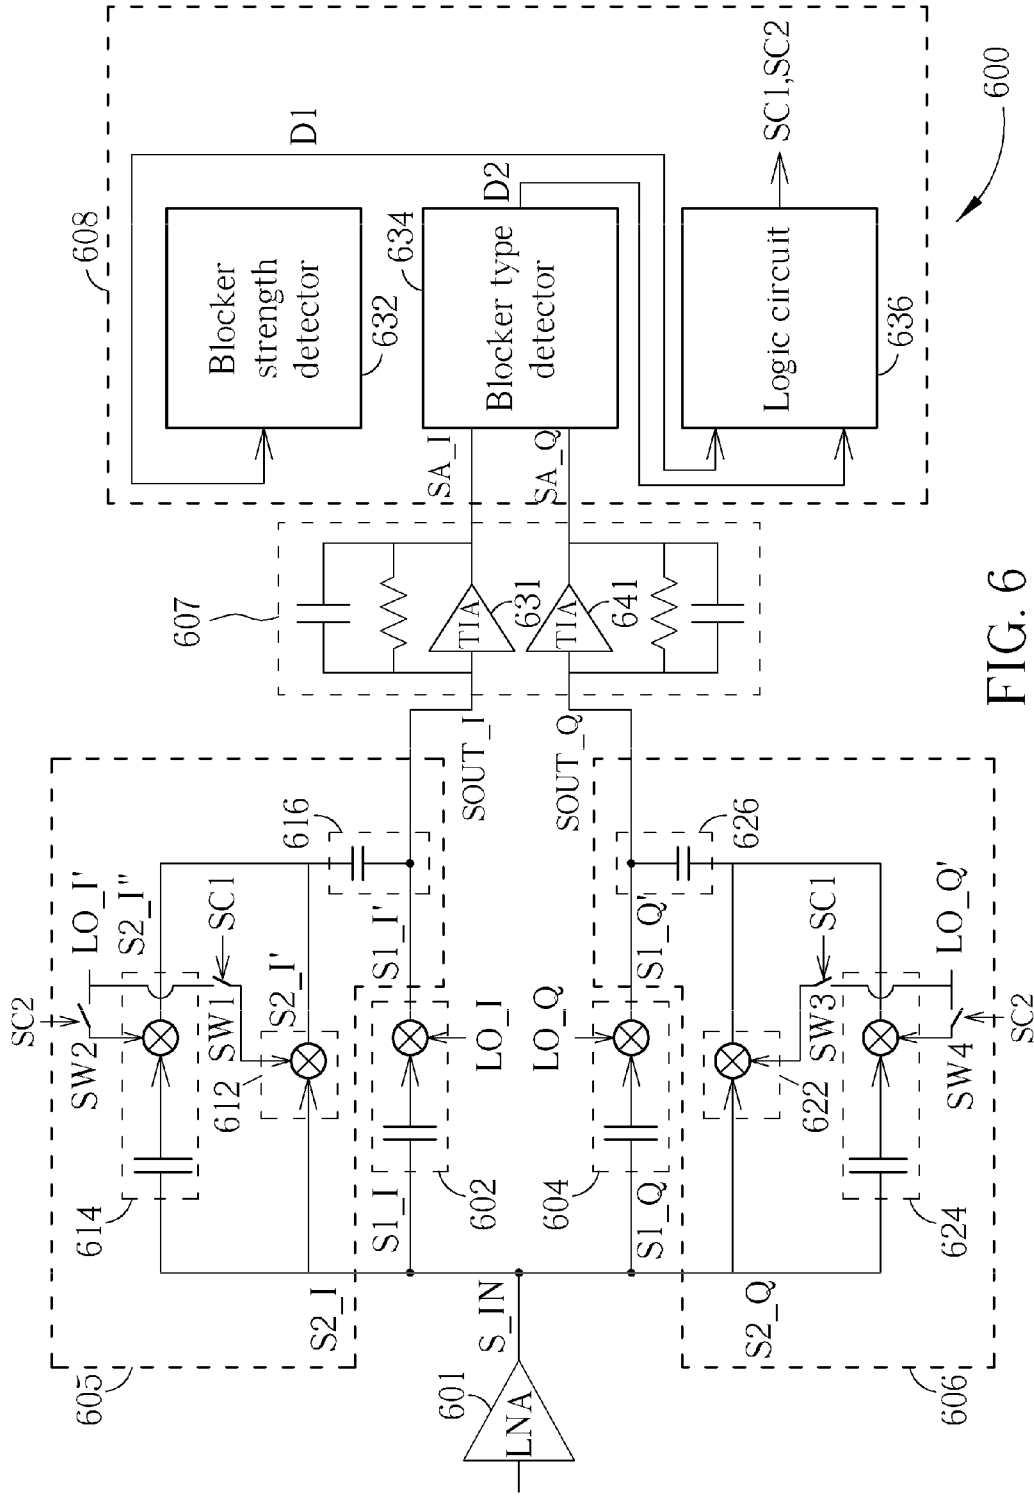 600
608
D1
Blocker
strength
detector
632
634
D2
Blocker type
detector
SC1,SC2
Logic circuit
636
SA_I
SA_Q
607
TIA
631
TIA
641
SOUT_I
SOUT_Q
605
SC2
LO_I'
S2_I"
SW2
SC1
SW1
S2_I'
614
612
616
S1_I'
LO_I
602
S1_I
S2_I
LNA
601
S_IN
S1_Q
604
LO_Q
S1_Q'
626
S2_Q
622
SW3
SC1
LO_Q'
SW4
SC2
624
606
FIG. 6